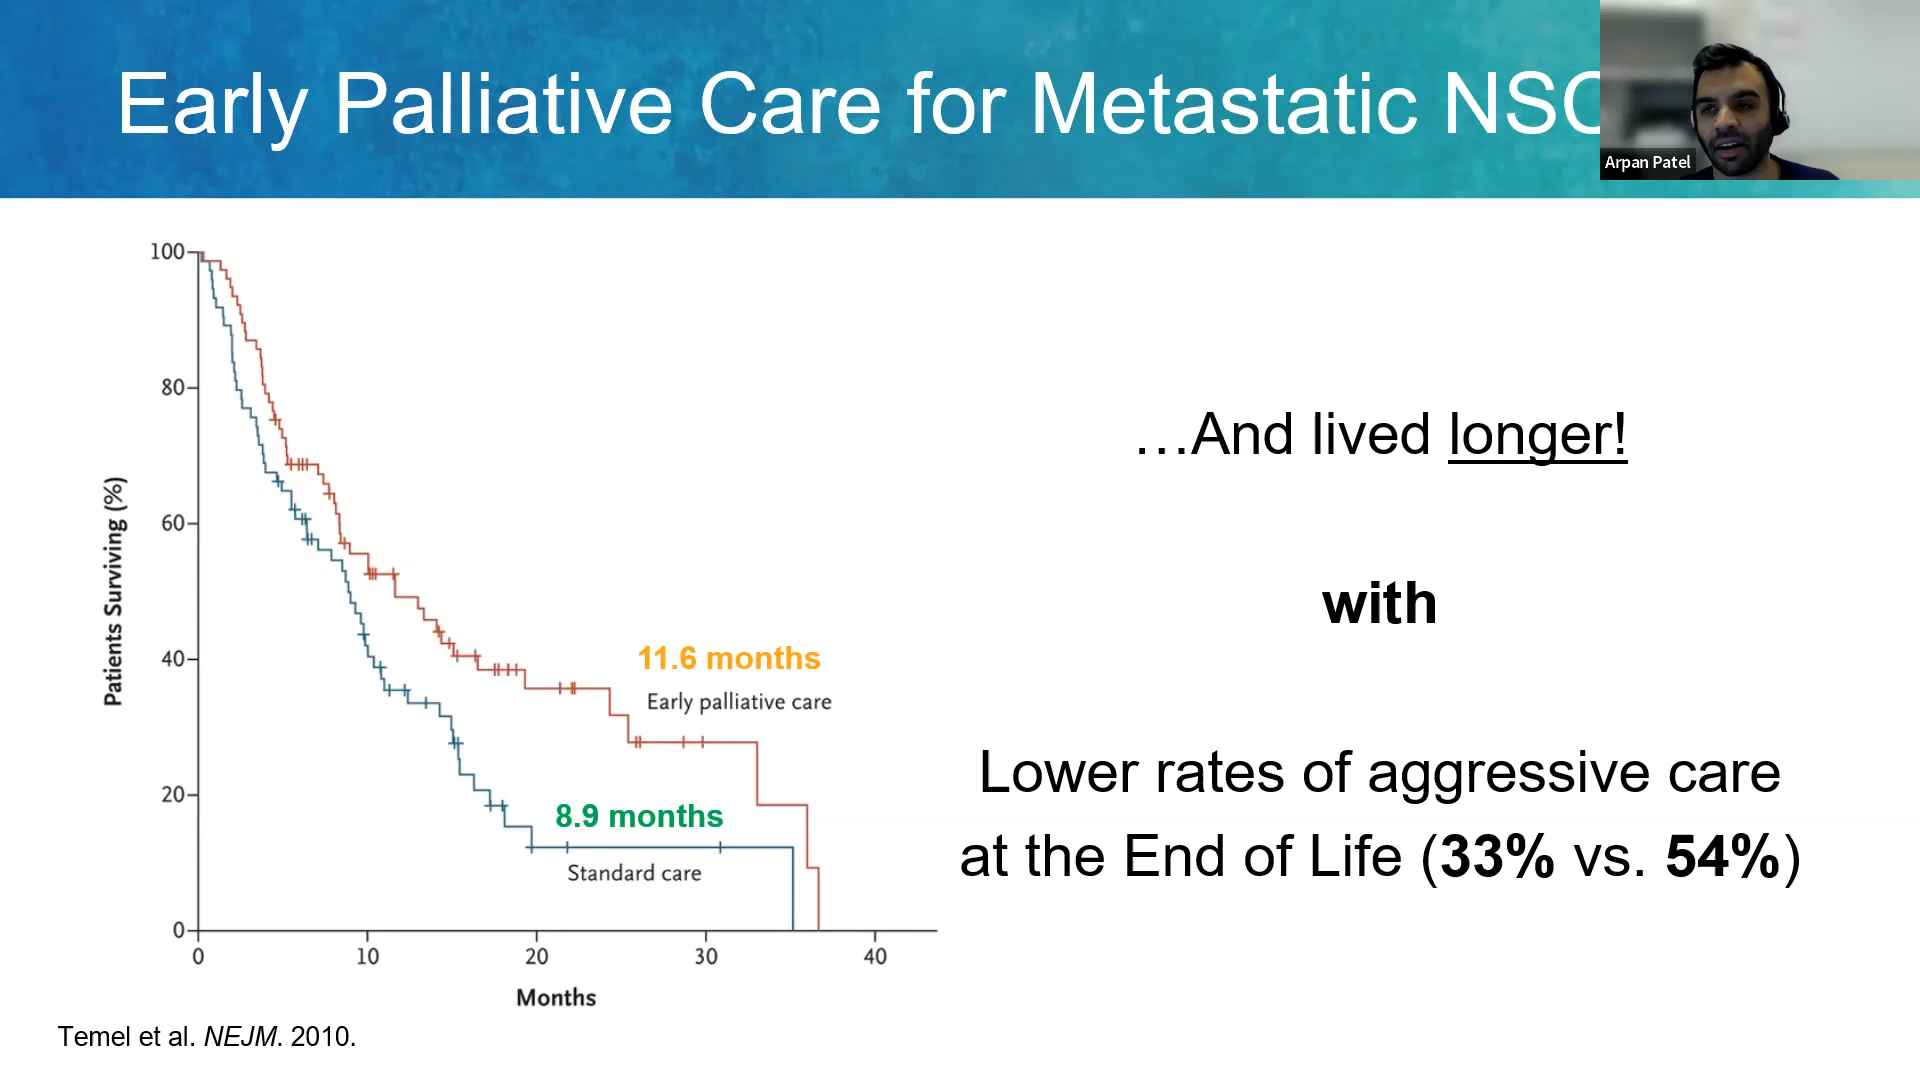 Early Palliative Care for Metastatic NSC
Arpan Patel
100
80
60
40
20
0
Patients Surviving (%)
0 10 20 30 40
Months
11.6 months
Early palliative care
8.9 months
Standard care
…And lived longer!
with
Lower rates of aggressive care
at the End of Life (33% vs. 54%)
Temel et al. NEJM. 2010.